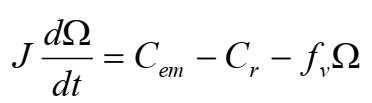 J dΩ/dt = C_em − C_r − f_v Ω